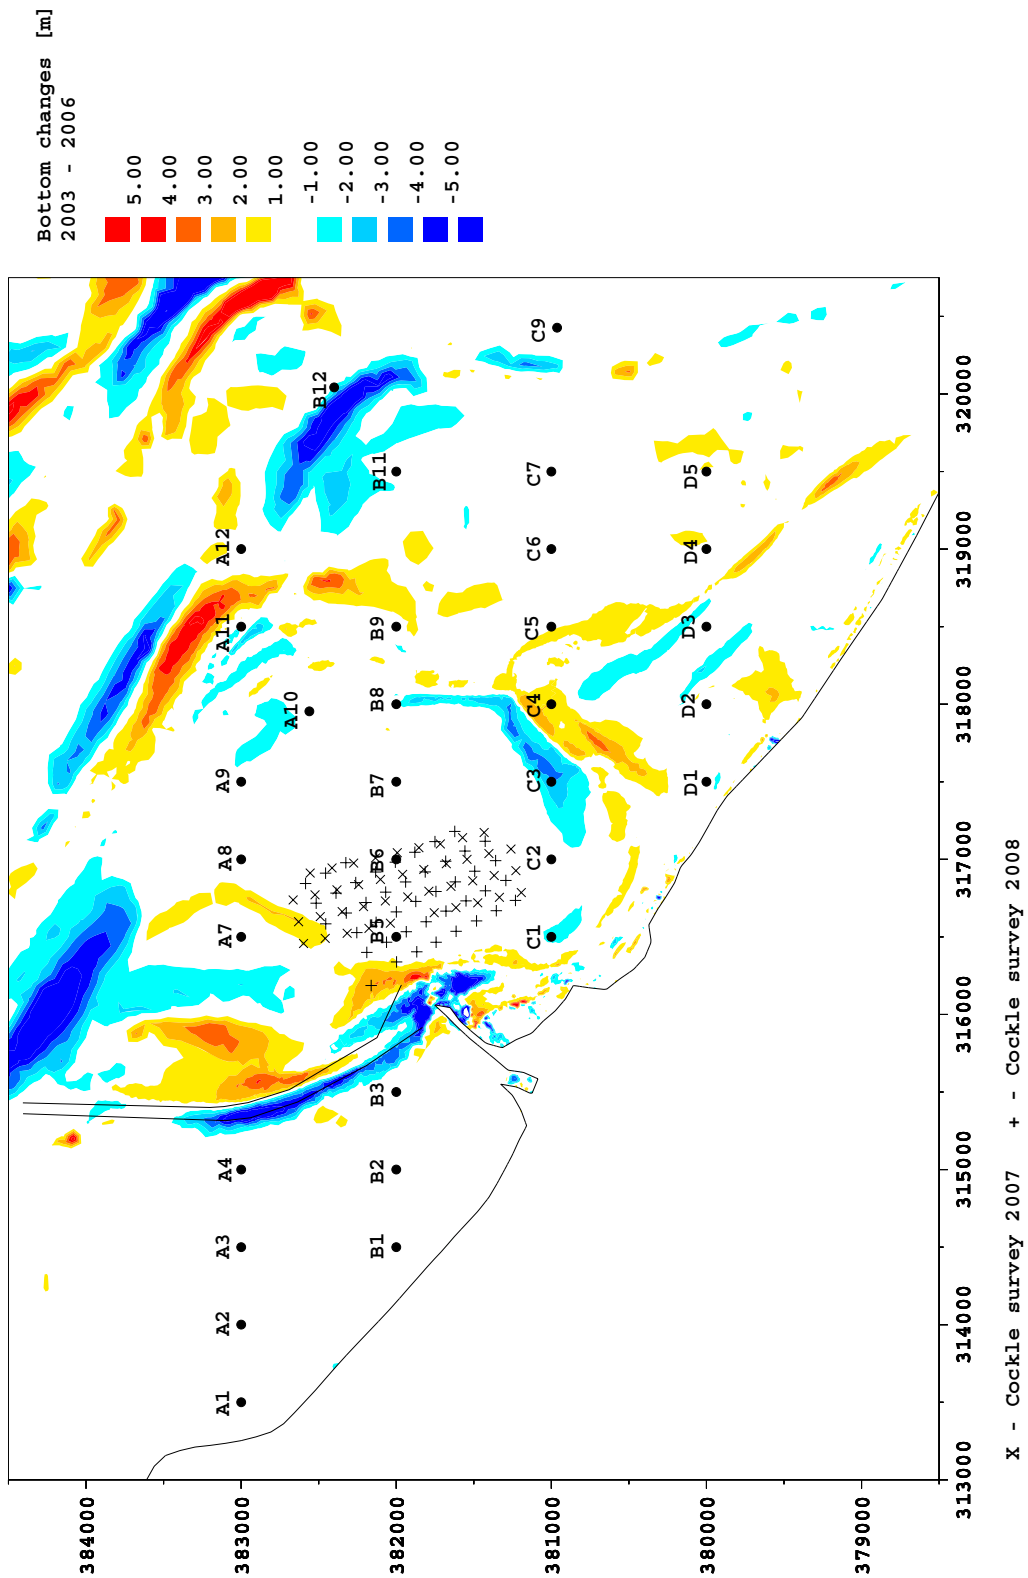 Bottom changes [m]
2003 - 2006
5.00
4.00
3.00
2.00
1.00
-1.00
-2.00
-3.00
-4.00
-5.00
384000
383000
382000
381000
380000
379000
313000
314000
315000
316000
317000
318000
319000
320000
A1
A2
A3
A4
A7
A8
A9
A10
A11
A12
B1
B2
B3
B5
B6
B7
B8
B9
B11
B12
C1
C2
C3
C4
C5
C6
C7
C9
D1
D2
D3
D4
D5
X - Cockle survey 2007 + - Cockle survey 2008